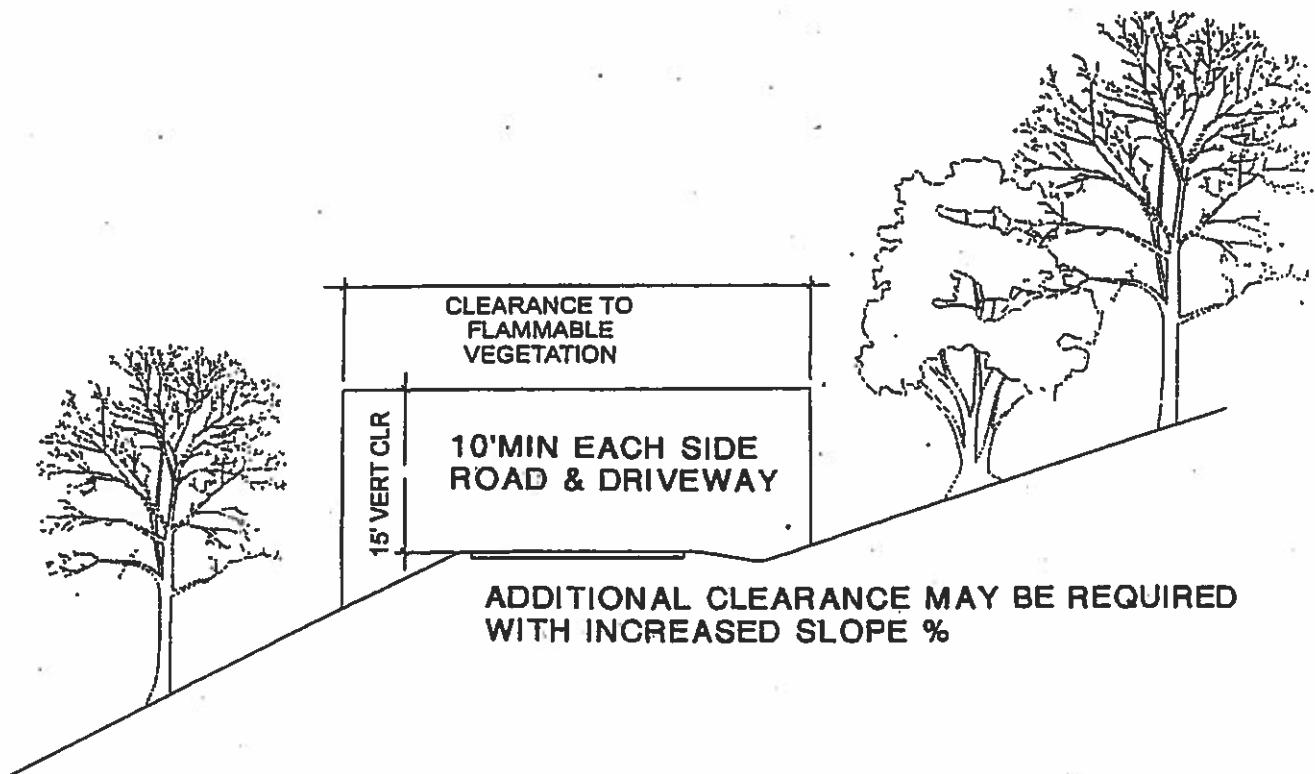 CLEARANCE TO
FLAMMABLE
VEGETATION
15' VERT CLR
10'MIN EACH SIDE
ROAD & DRIVEWAY
ADDITIONAL CLEARANCE MAY BE REQUIRED
WITH INCREASED SLOPE %